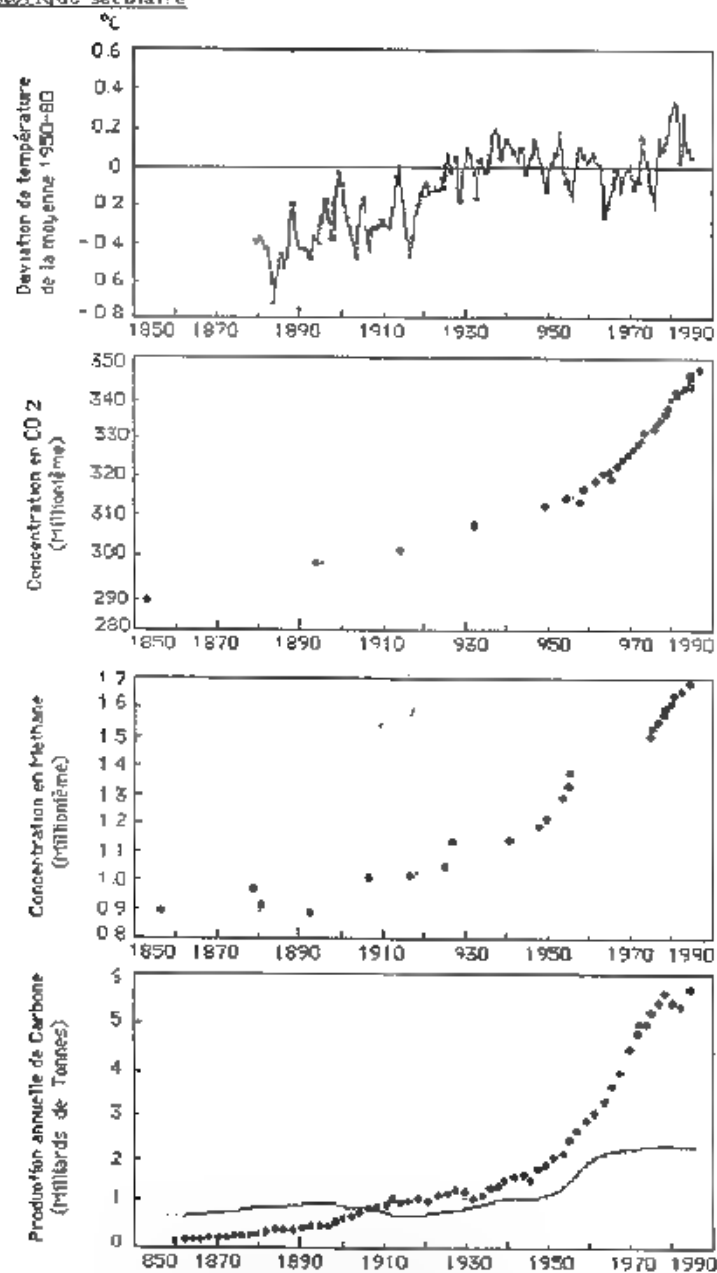 °C
0.6
0.4
0.2
0
0.2
-0.4
0.6
-0.8
Déviation de température
de la moyenne 1950-80
1850 1870 1890 1910 1930 950 1970 1990
350
340
330
320
310
300
290
280
Concentration en CO 2
(Millionième)
1850 1870 1890 1910 930 950 970 1990
1.7
1.6
1.5
1.4
1.3
1.2
1.1
1.0
0.9
0.8
Concentration en Méthane
(Millionième)
1850 1870 1890 1910 1930 1950 1970 1990
6
5
4
3
2
1
0
Production annuelle de Carbone
(Milliards de Tonnes)
850 1870 1890 1910 1930 1950 1970 1990